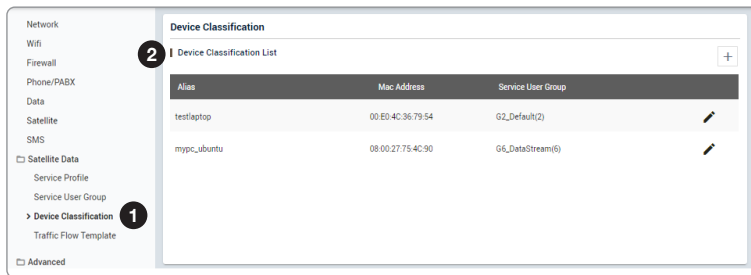 Network
Wifi
Firewall
Phone/PABX
Data
Satellite
SMS
Satellite Data
Service Profile
Service User Group
> Device Classification 1
Traffic Flow Template
Advanced
Device Classification
2 Device Classification List +
Alias Mac Address Service User Group
testlaptop 00:E0:4C:36:79:54 G2_Default(2)
mypc_ubuntu 08:00:27:75:4C:90 G6_DataStream(6)